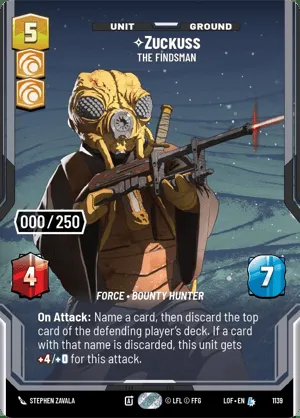 UNIT GROUND
5
✧ZUCKUSS
THE FINDSMAN
000/250
4 7
FORCE • BOUNTY HUNTER
On Attack: Name a card, then discard the top
card of the defending player's deck. If a card
with that name is discarded, this unit gets
+4/+0 for this attack.
STEPHEN ZAVALA © LFL © FFG LOF • EN 1139